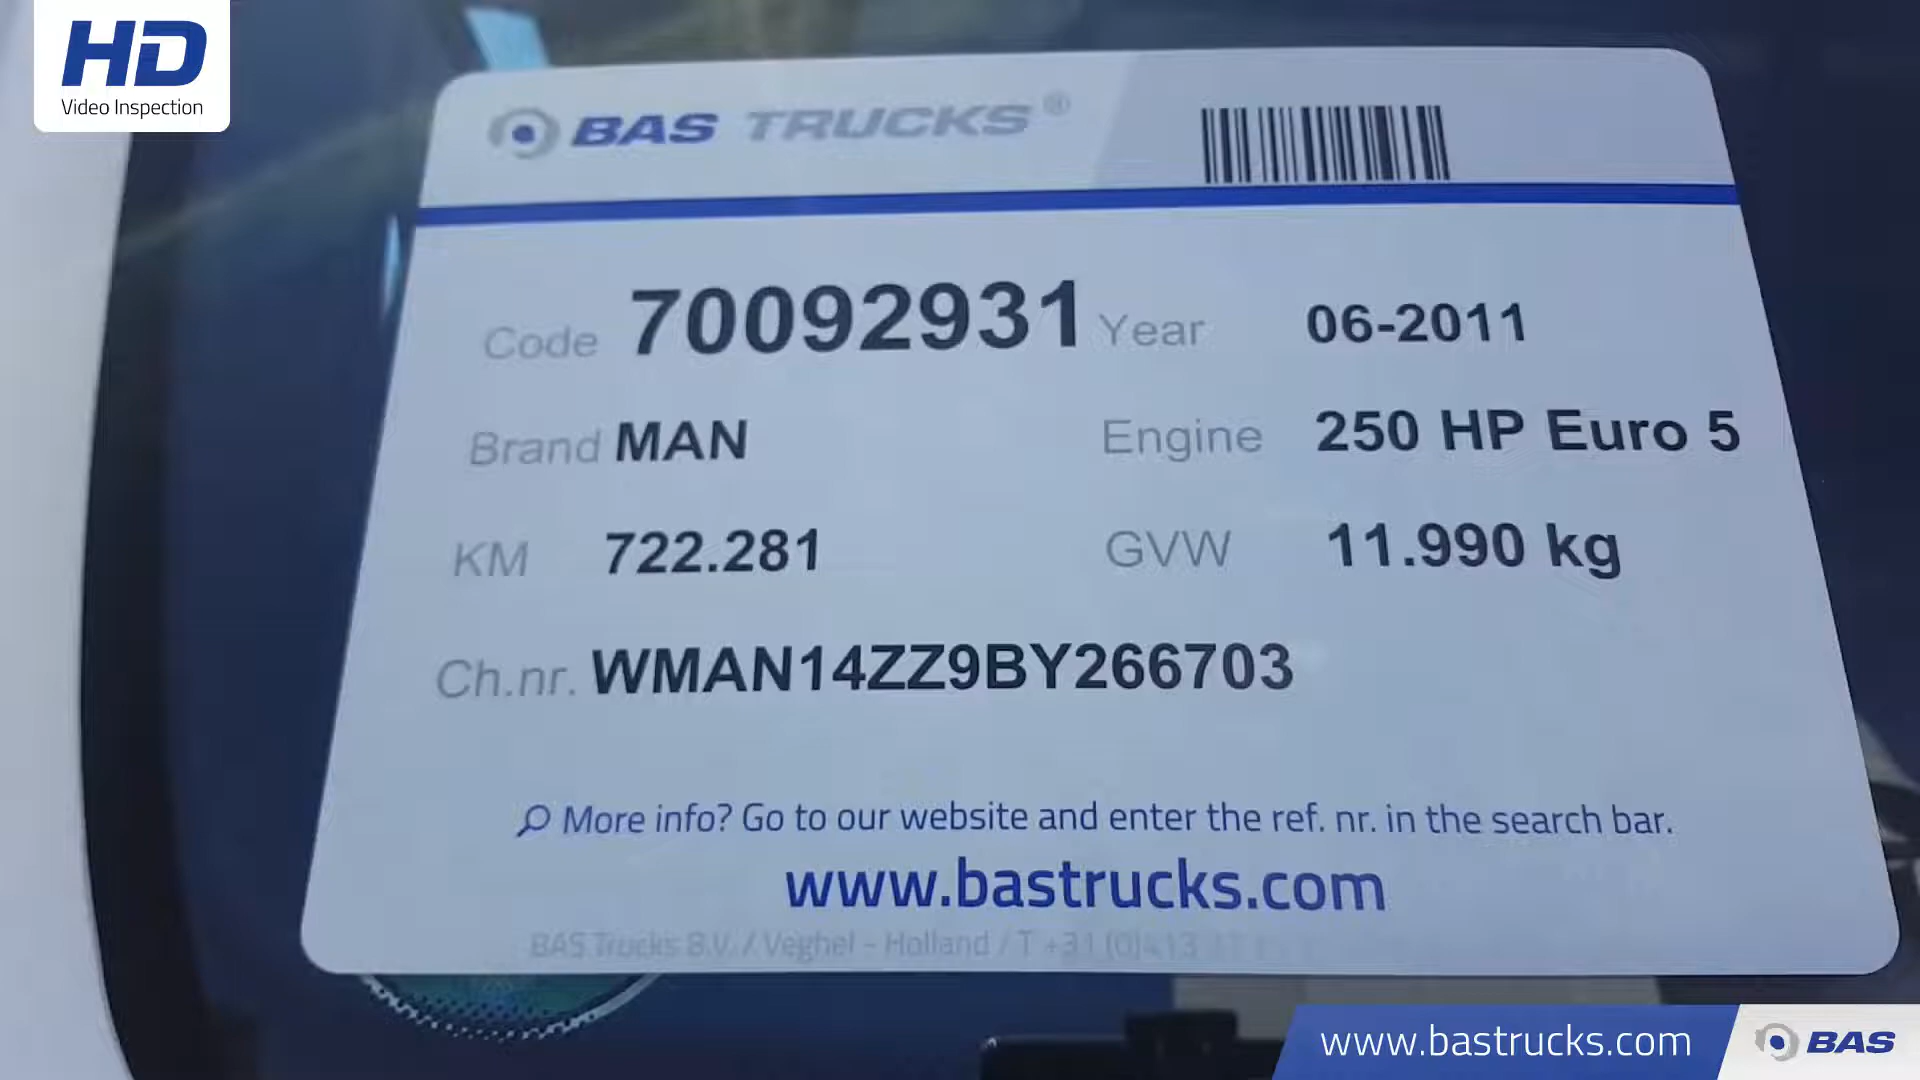 HD
Video Inspection
BAS TRUCKS®
Code 70092931 Year 06-2011
Brand MAN Engine 250 HP Euro 5
KM 722.281 GVW 11.990 kg
Ch.nr. WMAN14ZZ9BY266703
More info? Go to our website and enter the ref. nr. in the search bar.
www.bastrucks.com
BAS Trucks B.V. / Veghel - Holland / T +31 (0)413
www.bastrucks.com BAS